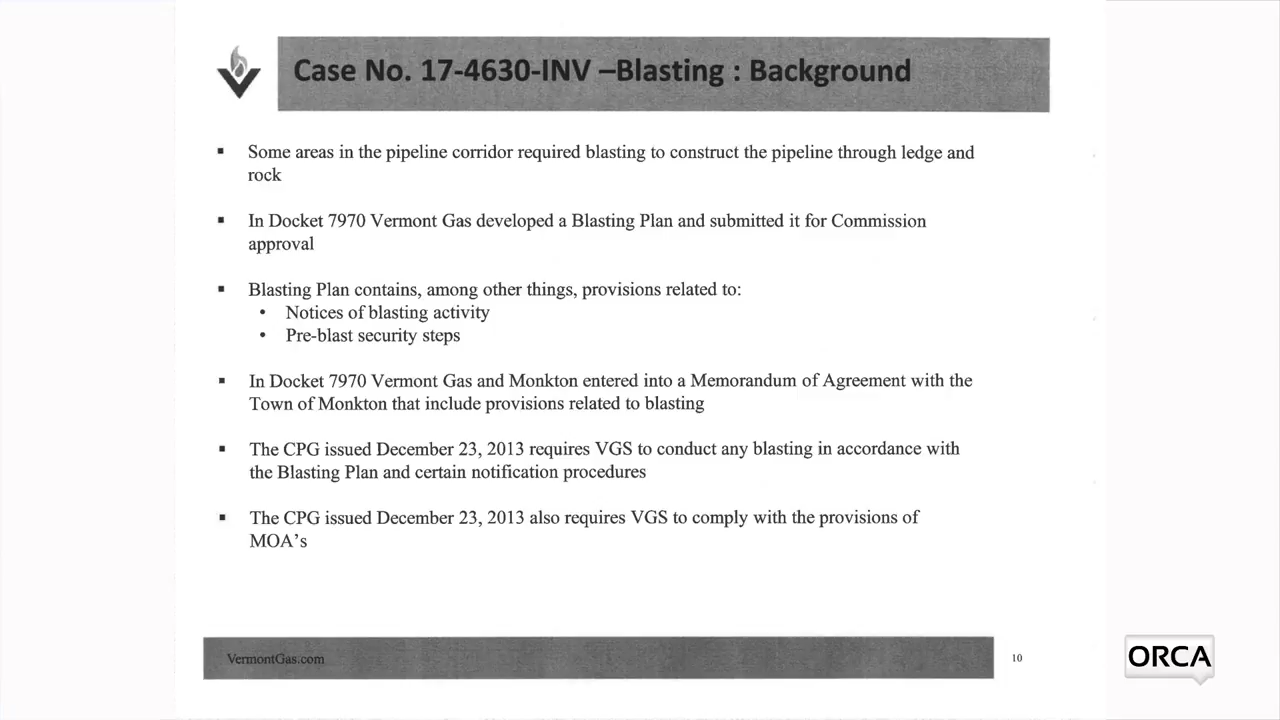 Case No. 17-4630-INV –Blasting : Background
▪ Some areas in the pipeline corridor required blasting to construct the pipeline through ledge and
rock
▪ In Docket 7970 Vermont Gas developed a Blasting Plan and submitted it for Commission
approval
▪ Blasting Plan contains, among other things, provisions related to:
• Notices of blasting activity
• Pre-blast security steps
▪ In Docket 7970 Vermont Gas and Monkton entered into a Memorandum of Agreement with the
Town of Monkton that include provisions related to blasting
▪ The CPG issued December 23, 2013 requires VGS to conduct any blasting in accordance with
the Blasting Plan and certain notification procedures
▪ The CPG issued December 23, 2013 also requires VGS to comply with the provisions of
MOA's
VermontGas.com
10
ORCA